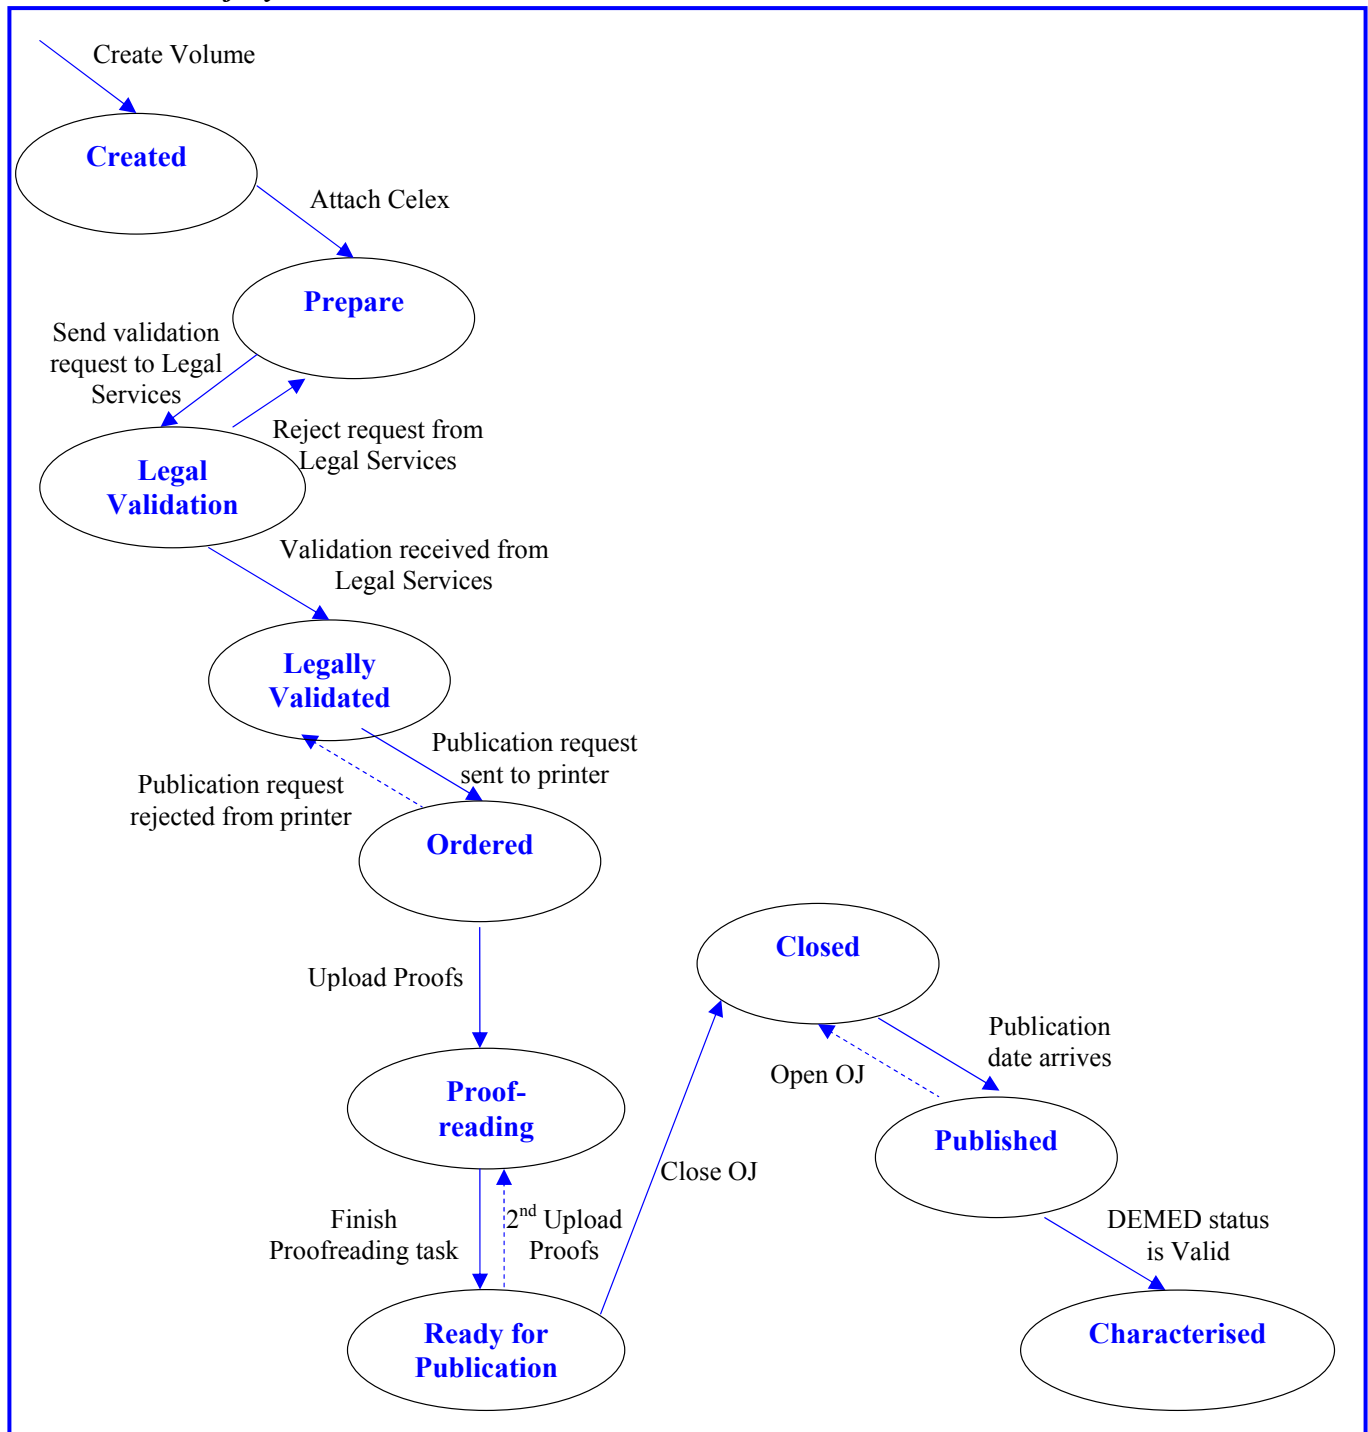 Create Volume
Created
Attach Celex
Prepare
Send validation
request to Legal
Services
Reject request from
Legal Services
Legal
Validation
Validation received from
Legal Services
Legally
Validated
Publication request
sent to printer
Publication request
rejected from printer
Ordered
Closed
Upload Proofs
Publication
date arrives
Open OJ
Proof-
reading
Published
Close OJ
Finish
Proofreading task
2nd Upload
Proofs
DEMED status
is Valid
Ready for
Publication
Characterised